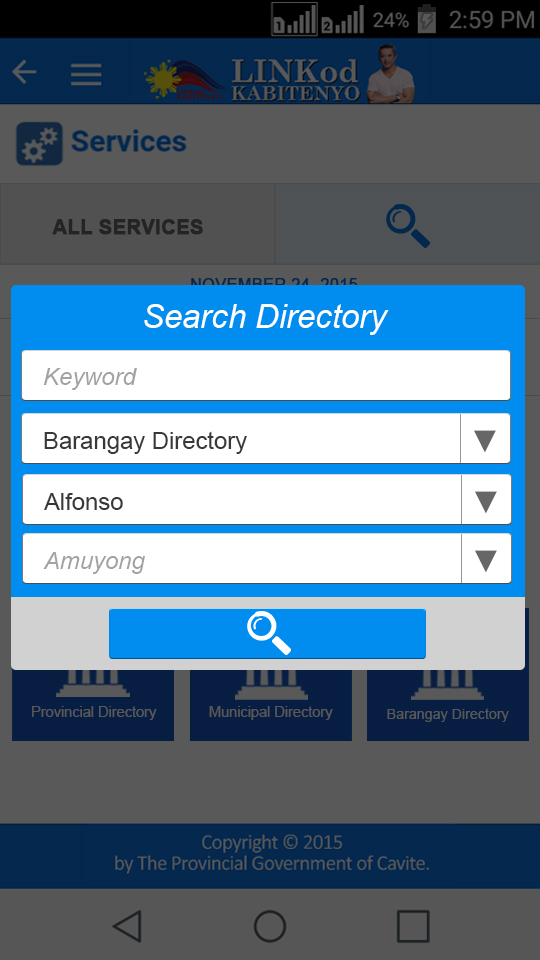 1 2 24% 2:59 PM
LINKod
KABITENYO
Services
ALL SERVICES
NOVEMBER 24, 2015
Search Directory
Keyword
Barangay Directory
Alfonso
Amuyong
Provincial Directory Municipal Directory Barangay Directory
Copyright © 2015
by The Provincial Government of Cavite.